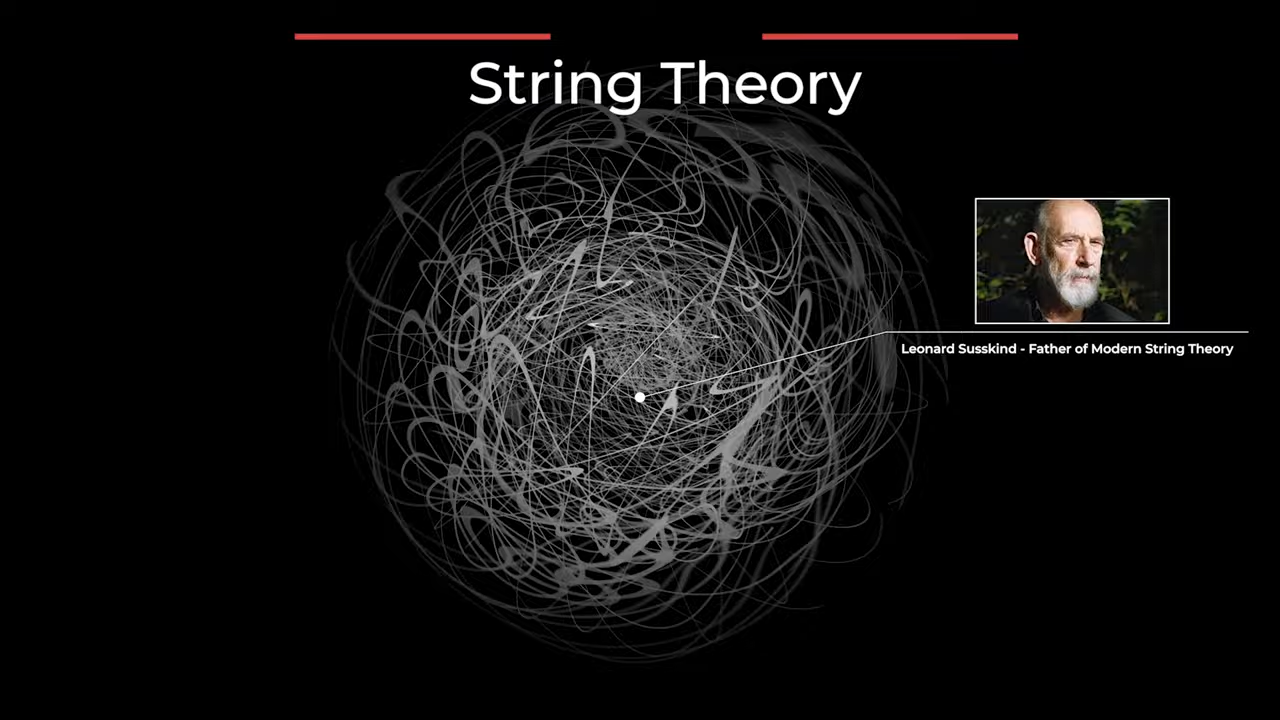 String Theory
Leonard Susskind - Father of Modern String Theory